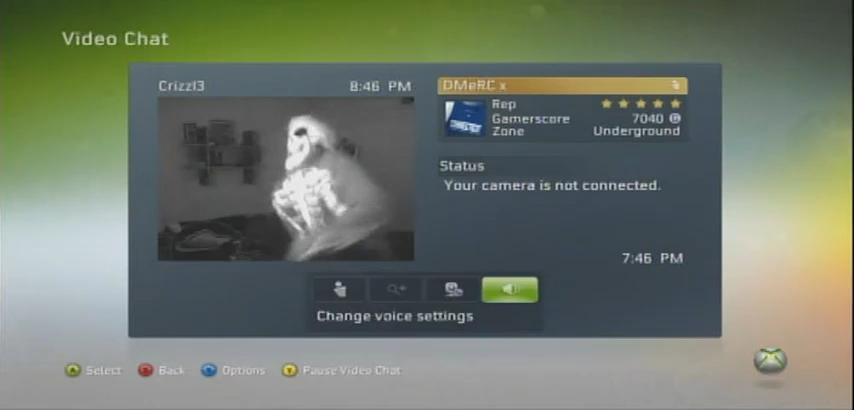 Video Chat
Crizzl3
8:46 PM
DMeRC x
Rep
Gamerscore
7040 G
Zone
Underground
Status
Your camera is not connected.
7:46 PM
Change voice settings
A Select
B Back
X Options
Y Pause Video Chat